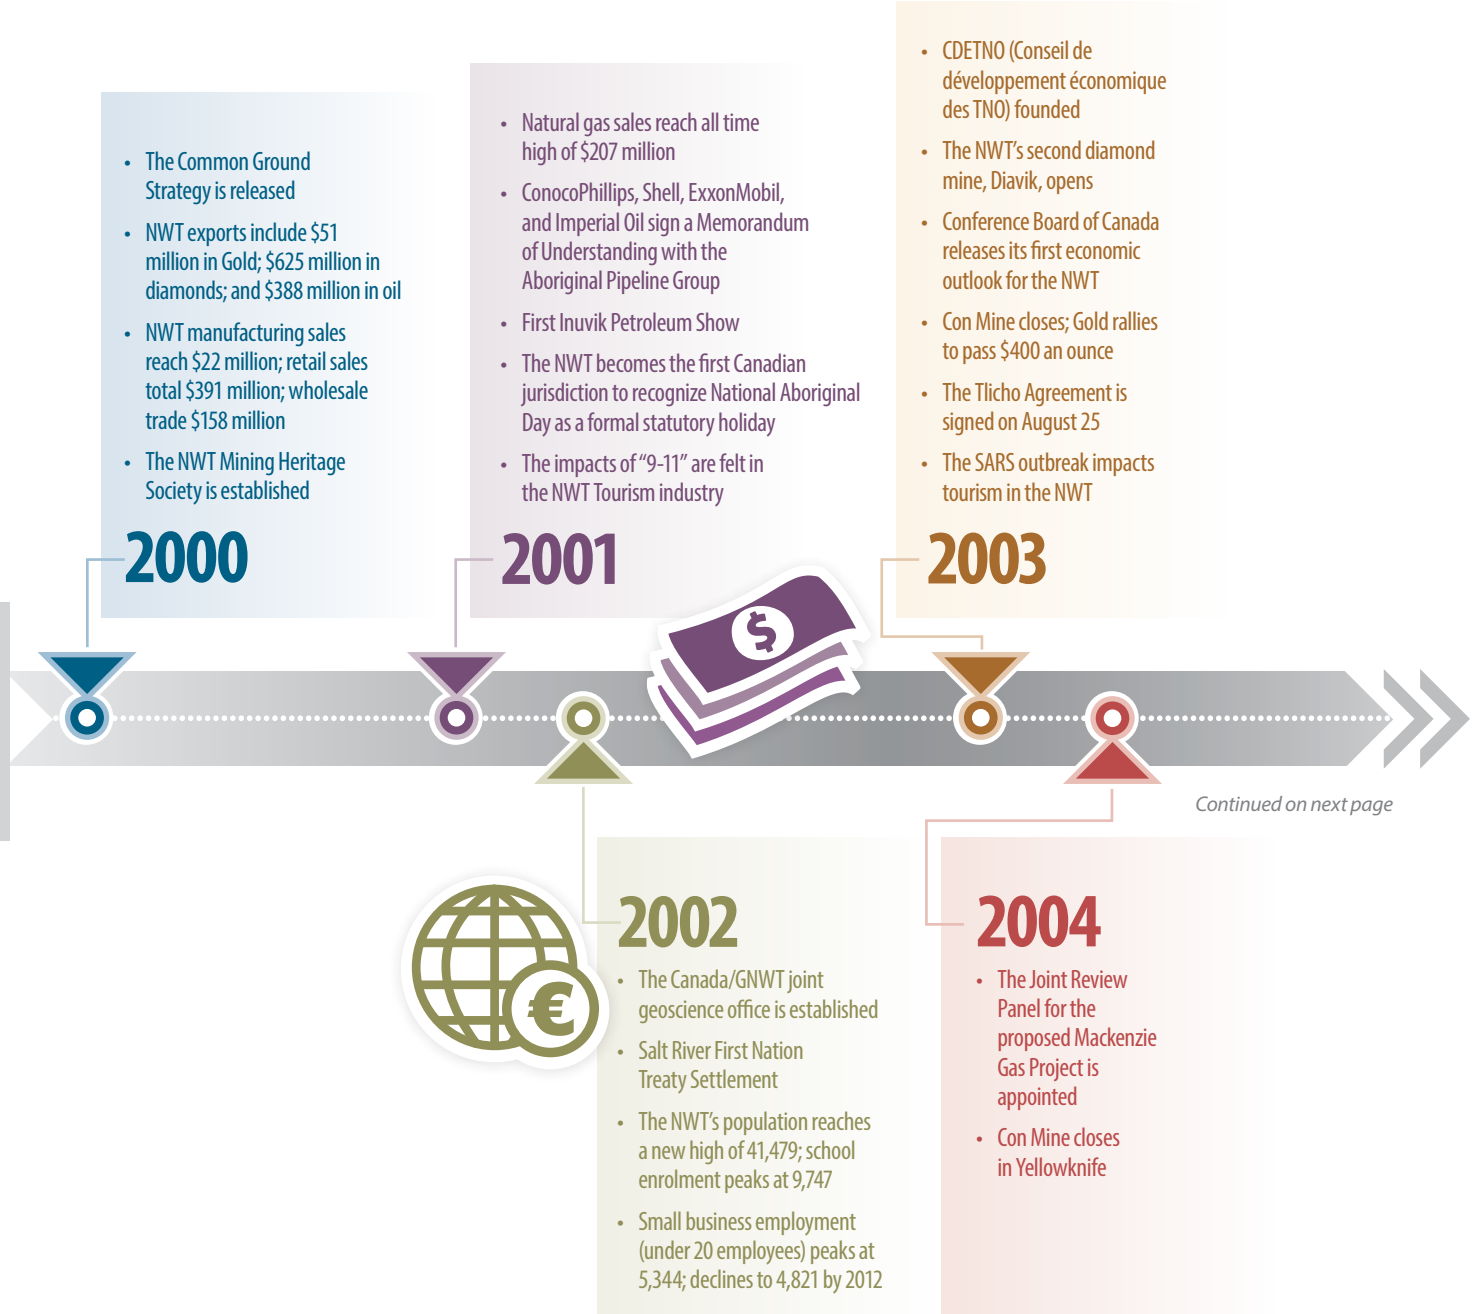 • The Common Ground
Strategy is released
• NWT exports include $51
million in Gold; $625 million in
diamonds; and $388 million in oil
• NWT manufacturing sales
reach $22 million; retail sales
total $391 million; wholesale
trade $158 million
• The NWT Mining Heritage
Society is established
2000
• Natural gas sales reach all time
high of $207 million
• ConocoPhillips, Shell, ExxonMobil,
and Imperial Oil sign a Memorandum
of Understanding with the
Aboriginal Pipeline Group
• First Inuvik Petroleum Show
• The NWT becomes the first Canadian
jurisdiction to recognize National Aboriginal
Day as a formal statutory holiday
• The impacts of “9-11” are felt in
the NWT Tourism industry
2001
• CDETNO (Conseil de
développement économique
des TNO) founded
• The NWT’s second diamond
mine, Diavik, opens
• Conference Board of Canada
releases its first economic
outlook for the NWT
• Con Mine closes; Gold rallies
to pass $400 an ounce
• The Tlicho Agreement is
signed on August 25
• The SARS outbreak impacts
tourism in the NWT
2003
$
Continued on next page
€
2002
• The Canada/GNWT joint
geoscience office is established
• Salt River First Nation
Treaty Settlement
• The NWT’s population reaches
a new high of 41,479; school
enrolment peaks at 9,747
• Small business employment
(under 20 employees) peaks at
5,344; declines to 4,821 by 2012
2004
• The Joint Review
Panel for the
proposed Mackenzie
Gas Project is
appointed
• Con Mine closes
in Yellowknife